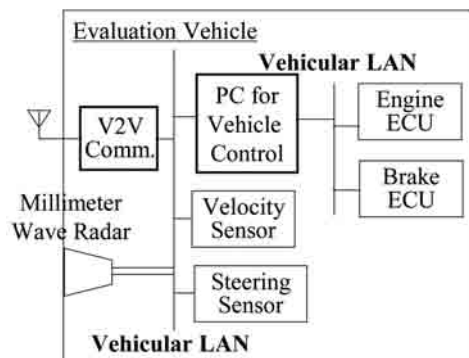 Evaluation Vehicle
Vehicular LAN
V2V
Comm.
PC for
Vehicle
Control
Engine
ECU
Brake
ECU
Millimeter
Wave Radar
Velocity
Sensor
Steering
Sensor
Vehicular LAN